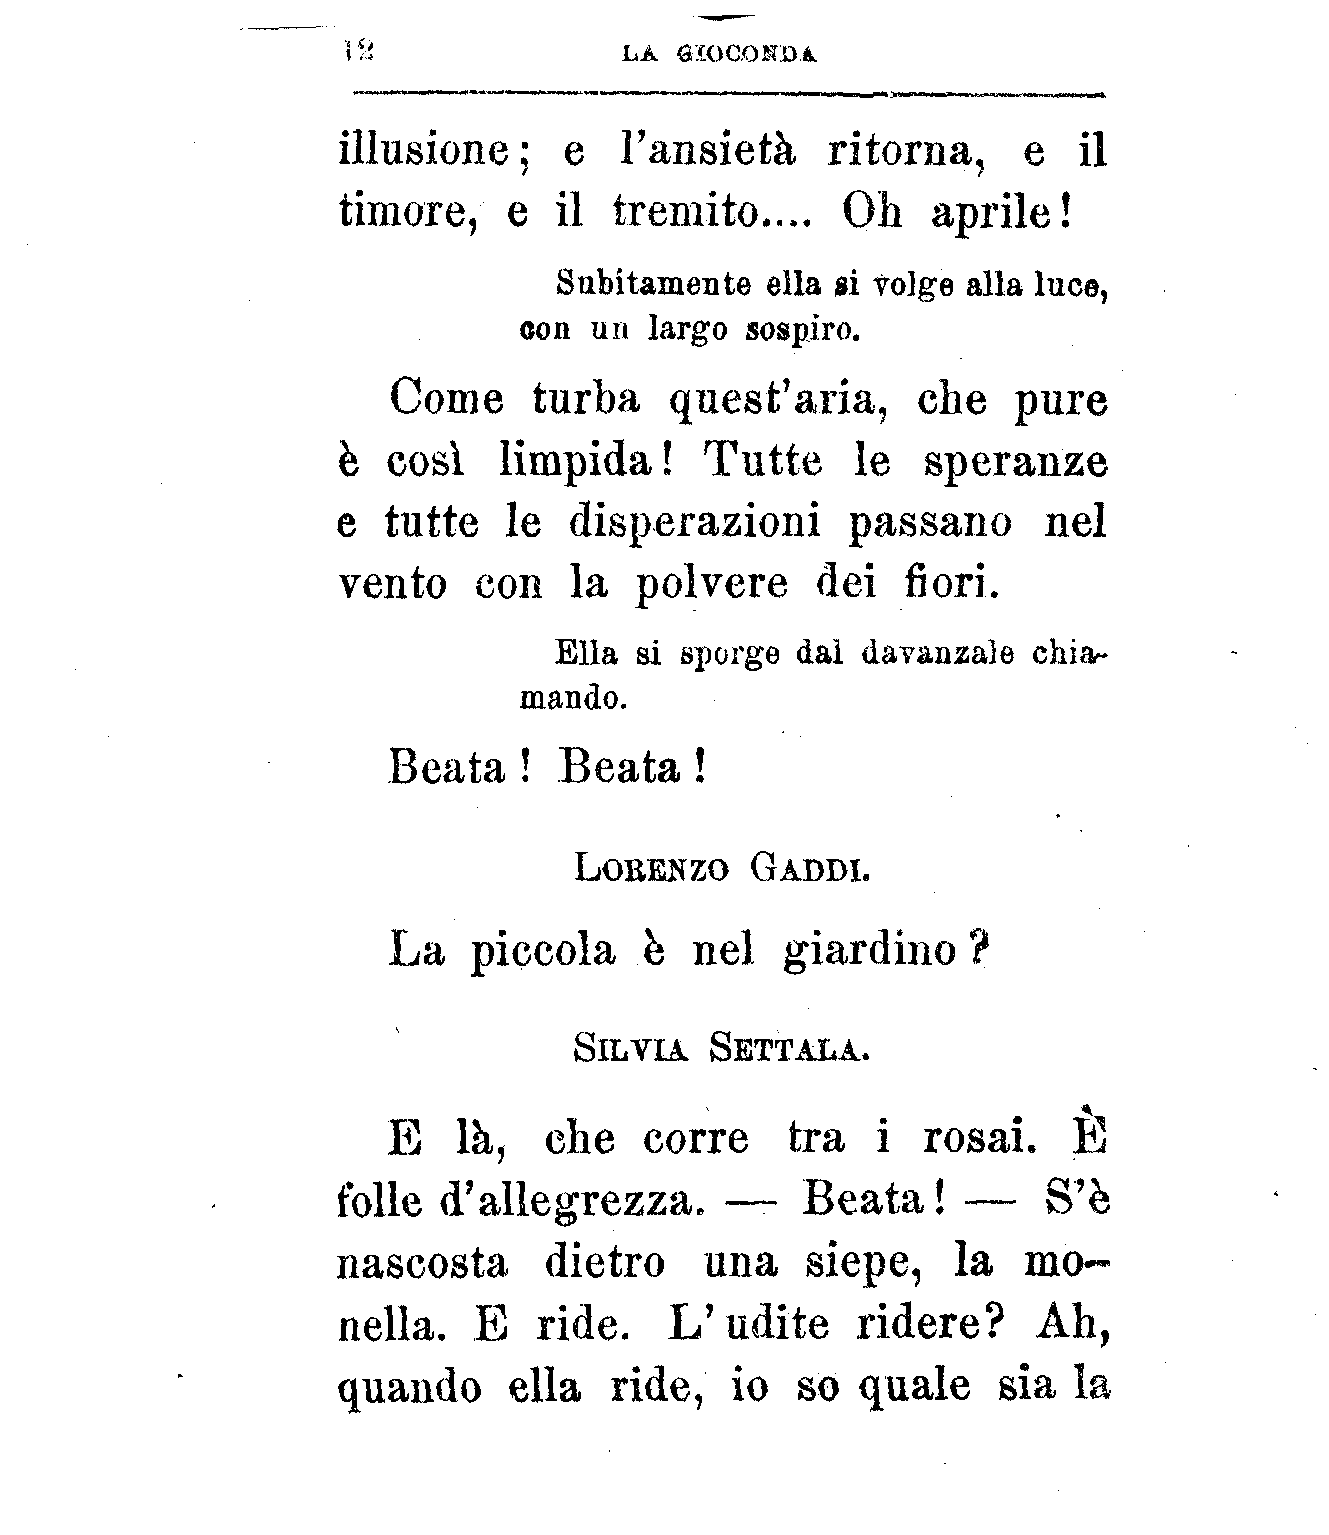 12 LA GIOCONDA
illusione; e l'ansietà ritorna, e il
timore, e il tremito.... Oh aprile!
Subitamente ella si volge alla luce,
con un largo sospiro.
Come turba quest'aria, che pure
è così limpida! Tutte le speranze
e tutte le disperazioni passano nel
vento con la polvere dei fiori.
Ella si sporge dal davanzale chia-
mando.
Beata! Beata!
LORENZO GADDI.
La piccola è nel giardino?
SILVIA SETTALA.
E là, che corre tra i rosai. È
folle d'allegrezza. — Beata! — S'è
nascosta dietro una siepe, la mo-
nella. E ride. L'udite ridere? Ah,
quando ella ride, io so quale sia la